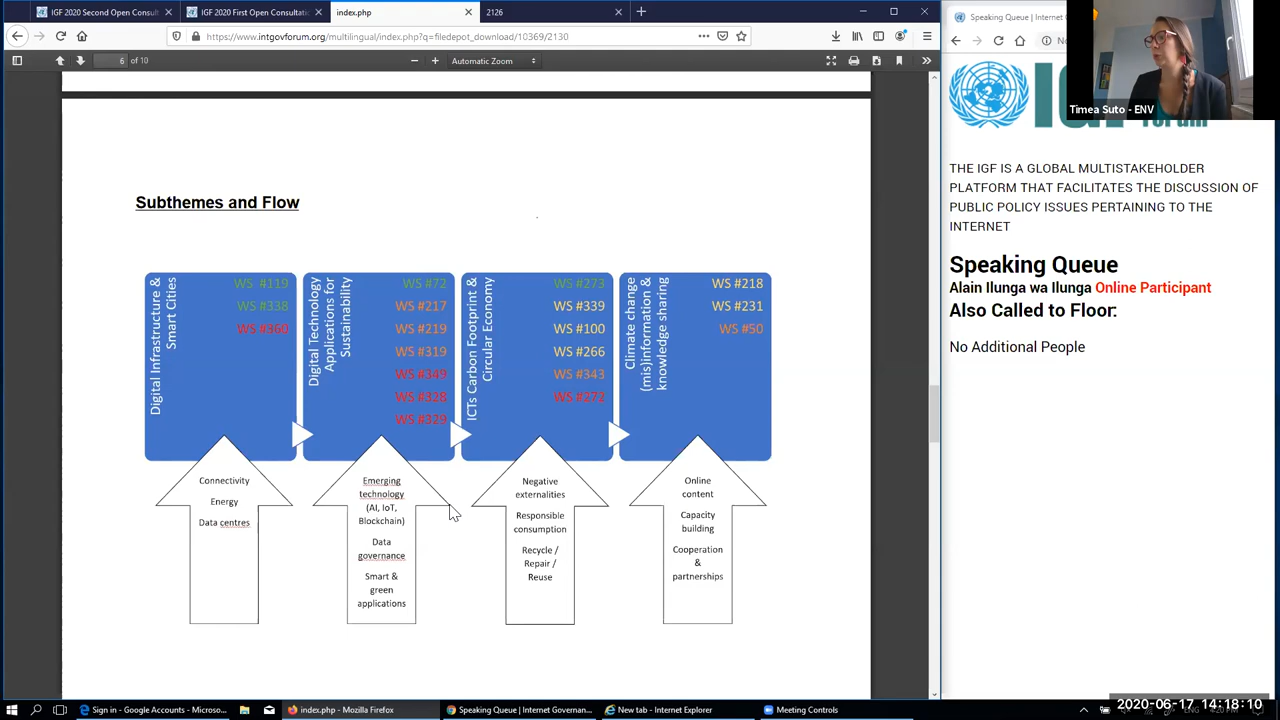 IGF 2020 Second Open Consult
IGF 2020 First Open Consultati
index.php
2126
https://www.intgovforum.org/multilingual/index.php?q=filedepot_download/10369/2130
6
of 10
Automatic Zoom
Subthemes and Flow
Digital Infrastructure &
Smart Cities
WS #119
WS #338
WS #360
Digital Technology
Applications for
Sustainability
WS #72
WS #217
WS #219
WS #319
WS #349
WS #328
WS #329
ICTs Carbon Footprint &
Circular Economy
WS #273
WS #339
WS #100
WS #266
WS #343
WS #272
Climate change
(mis)information &
knowledge sharing
WS #218
WS #231
WS #50
Connectivity
Energy
Data centres
Emerging
technology
(AI, IoT,
Blockchain)
Data
governance
Smart &
green
applications
Negative
externalities
Responsible
consumption
Recycle /
Repair /
Reuse
Online
content
Capacity
building
Cooperation
&
partnerships
Speaking Queue | Internet G
Timea Suto - ENV
THE IGF IS A GLOBAL MULTISTAKEHOLDER
PLATFORM THAT FACILITATES THE DISCUSSION OF
PUBLIC POLICY ISSUES PERTAINING TO THE
INTERNET
Speaking Queue
Alain Ilunga wa Ilunga Online Participant
Also Called to Floor:
No Additional People
Sign in - Google Accounts - Microso...
index.php - Mozilla Firefox
Speaking Queue | Internet Governan...
New tab - Internet Explorer
Meeting Controls
2020-06-17 14:18:10